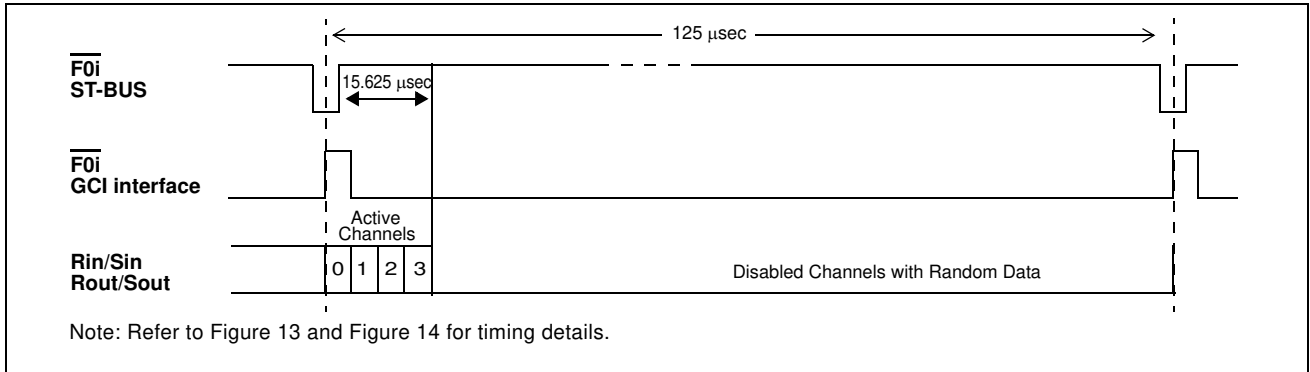 125 µsec
F0i
ST-BUS
15.625 µsec
F0i
GCI interface
Active
Channels
Rin/Sin
Rout/Sout
0 1 2 3
Disabled Channels with Random Data
Note: Refer to Figure 13 and Figure 14 for timing details.